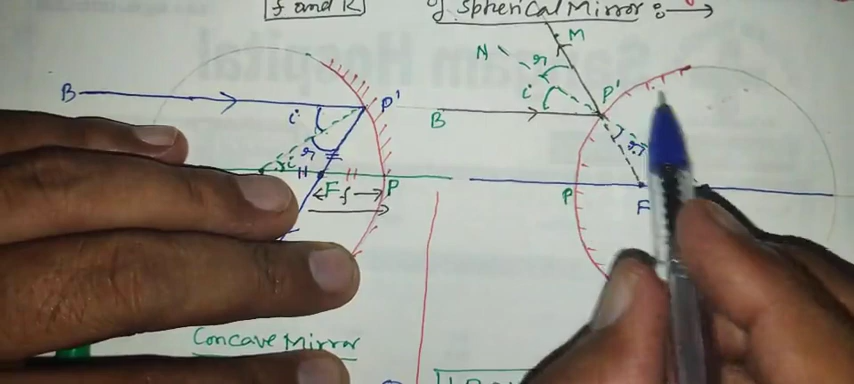 f and R
of Spherical Mirror :→
M
N
r
P'
i
B
B
P'
i
r
i
r
F
f
P
P
F
Concave Mirror